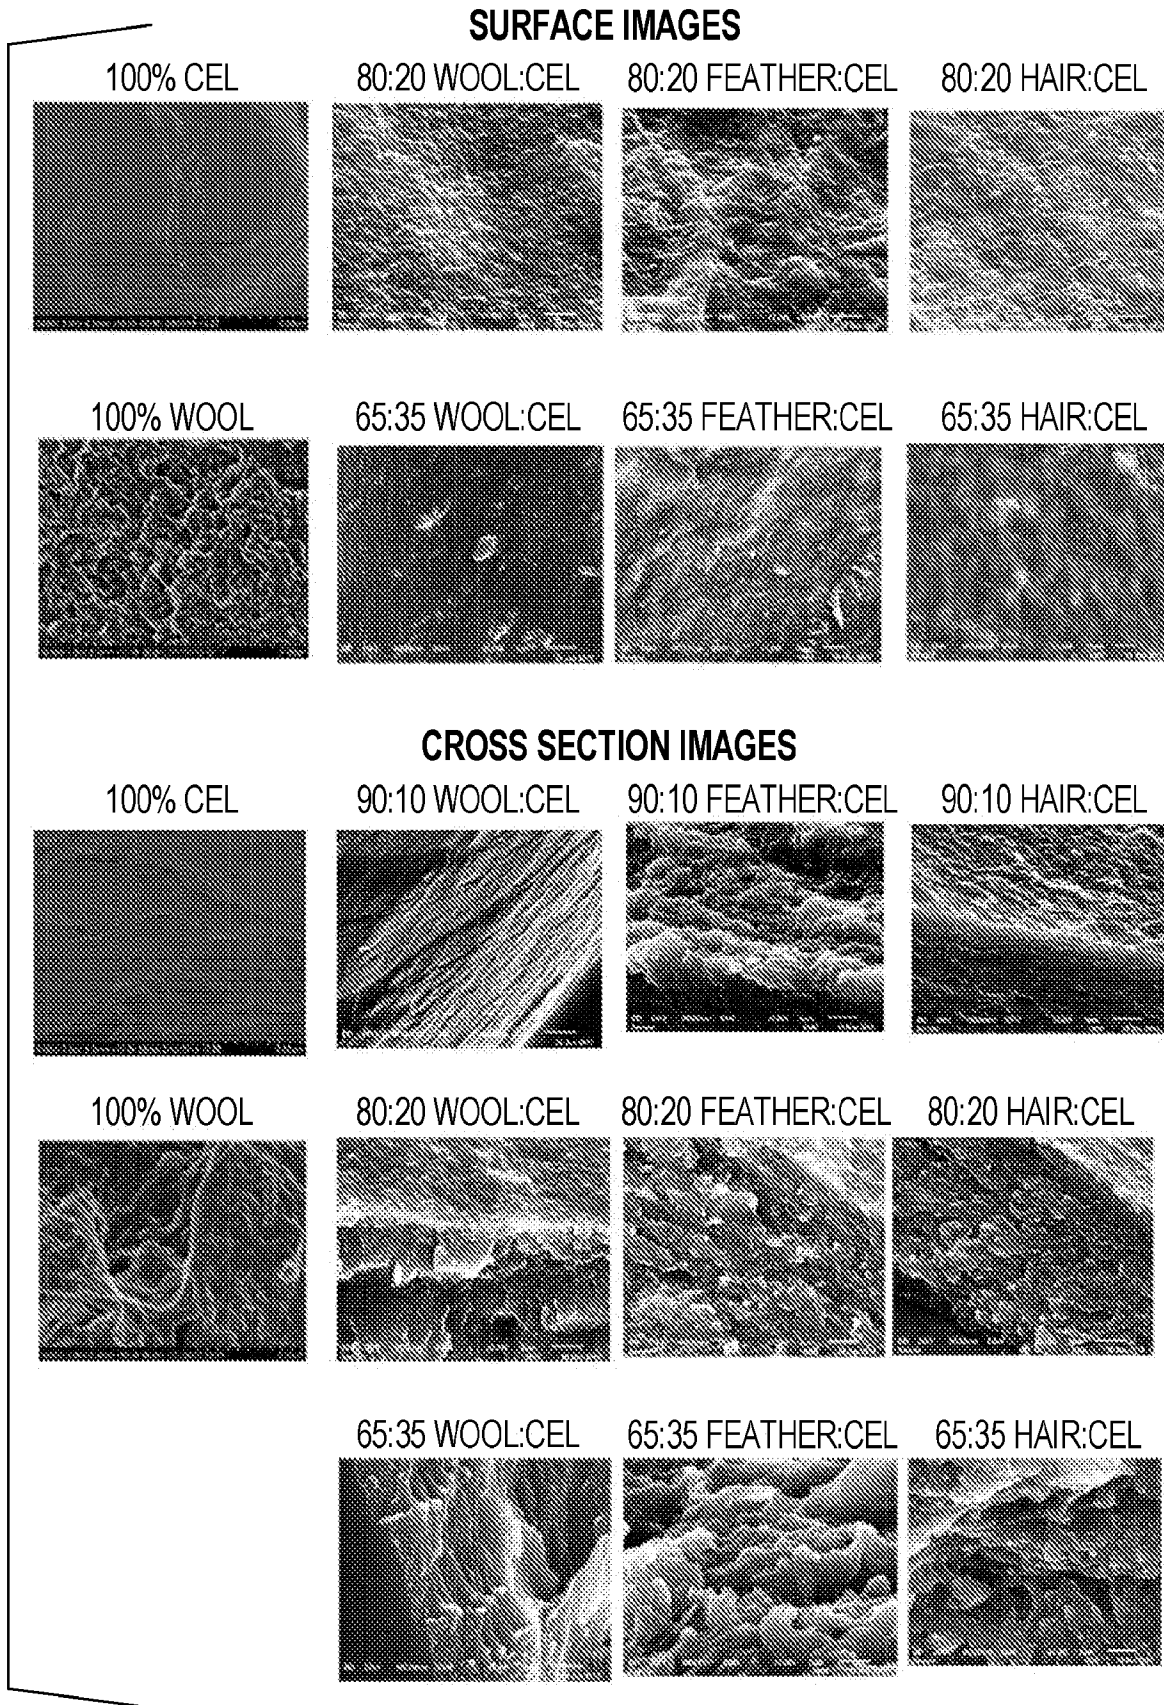 SURFACE IMAGES
100% CEL 80:20 WOOL:CEL 80:20 FEATHER:CEL 80:20 HAIR:CEL
100% WOOL 65:35 WOOL:CEL 65:35 FEATHER:CEL 65:35 HAIR:CEL
CROSS SECTION IMAGES
100% CEL 90:10 WOOL:CEL 90:10 FEATHER:CEL 90:10 HAIR:CEL
100% WOOL 80:20 WOOL:CEL 80:20 FEATHER:CEL 80:20 HAIR:CEL
65:35 WOOL:CEL 65:35 FEATHER:CEL 65:35 HAIR:CEL